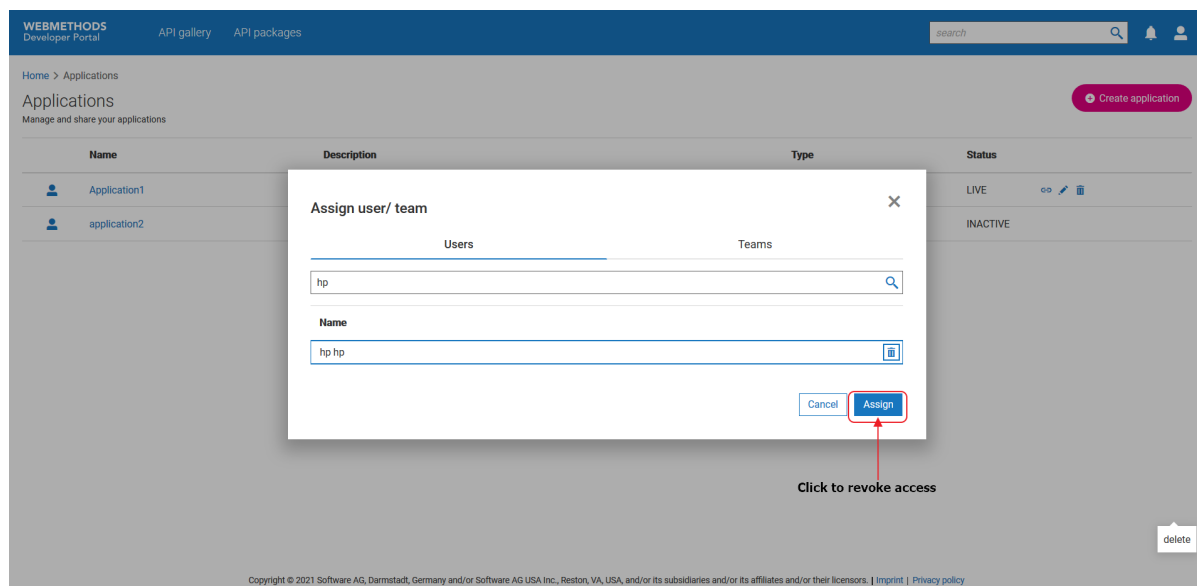 WEBMETHODS
Developer Portal
API gallery API packages
search
Home > Applications
Applications
Manage and share your applications
Create application
Name Description Type Status
Application1 LIVE
application2 INACTIVE
Assign user/ team
Users Teams
hp
Name
hp hp
Cancel Assign
Click to revoke access
delete
Copyright © 2021 Software AG, Darmstadt, Germany and/or Software AG USA Inc., Reston, VA, USA, and/or its subsidiaries and/or its affiliates and/or their licensors. | Imprint | Privacy policy